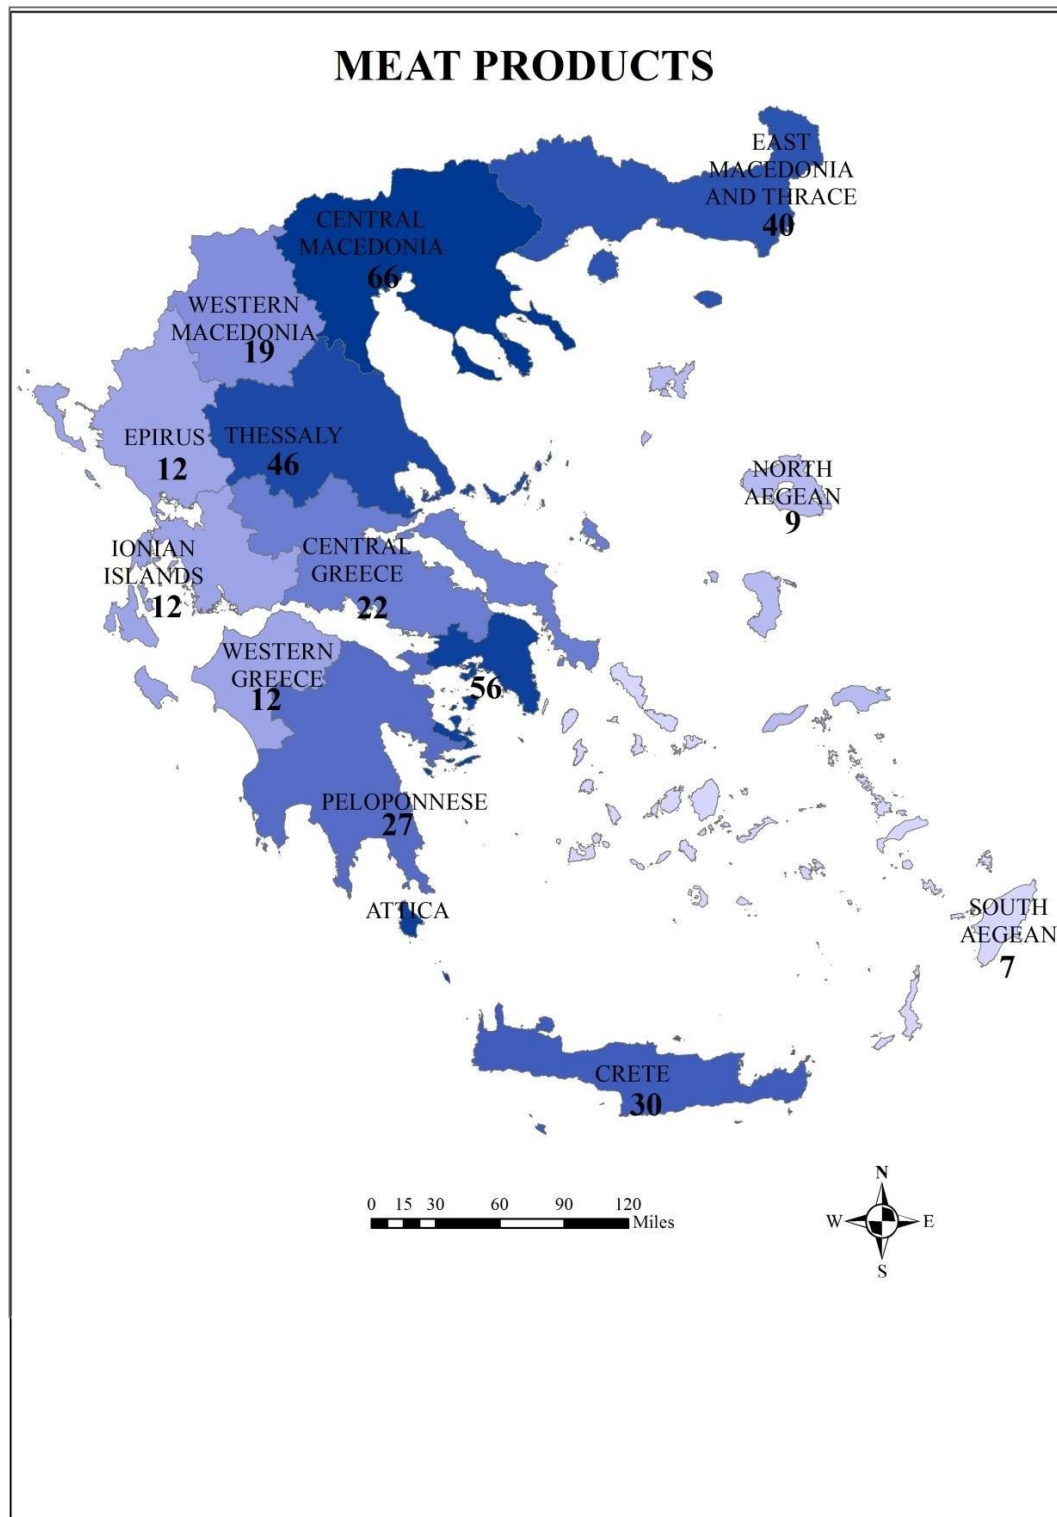 MEAT PRODUCTS
EAST
MACEDONIA
AND THRACE
40
CENTRAL
MACEDONIA
66
WESTERN
MACEDONIA
19
EPIRUS
12
THESSALY
46
NORTH
AEGEAN
9
IONIAN
ISLANDS
12
CENTRAL
GREECE
22
WESTERN
GREECE
12
56
PELOPONNESE
27
ATTICA
SOUTH
AEGEAN
7
CRETE
30
0 15 30 60 90 120
Miles
N
W E
S